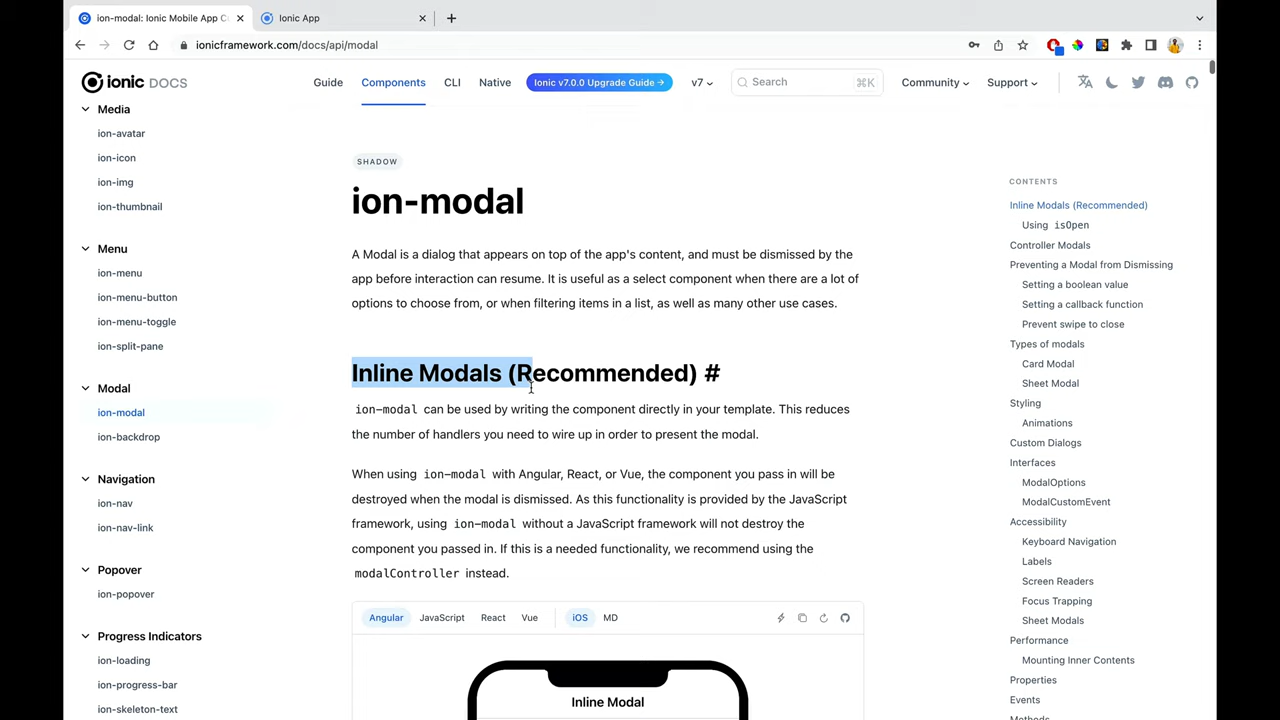 ion-modal: Ionic Mobile App C
Ionic App
ionicframework.com/docs/api/modal
ionic DOCS
Guide
Components
CLI
Native
Ionic v7.0.0 Upgrade Guide →
v7
Search
⌘K
Community
Support
Media
ion-avatar
ion-icon
ion-img
ion-thumbnail
Menu
ion-menu
ion-menu-button
ion-menu-toggle
ion-split-pane
Modal
ion-modal
ion-backdrop
Navigation
ion-nav
ion-nav-link
Popover
ion-popover
Progress Indicators
ion-loading
ion-progress-bar
ion-skeleton-text
SHADOW
ion-modal
A Modal is a dialog that appears on top of the app's content, and must be dismissed by the
app before interaction can resume. It is useful as a select component when there are a lot of
options to choose from, or when filtering items in a list, as well as many other use cases.
Inline Modals (Recommended) #
ion-modal can be used by writing the component directly in your template. This reduces
the number of handlers you need to wire up in order to present the modal.
When using ion-modal with Angular, React, or Vue, the component you pass in will be
destroyed when the modal is dismissed. As this functionality is provided by the JavaScript
framework, using ion-modal without a JavaScript framework will not destroy the
component you passed in. If this is a needed functionality, we recommend using the
modalController instead.
Angular
JavaScript
React
Vue
iOS
MD
Inline Modal
CONTENTS
Inline Modals (Recommended)
Using isOpen
Controller Modals
Preventing a Modal from Dismissing
Setting a boolean value
Setting a callback function
Prevent swipe to close
Types of modals
Card Modal
Sheet Modal
Styling
Animations
Custom Dialogs
Interfaces
ModalOptions
ModalCustomEvent
Accessibility
Keyboard Navigation
Labels
Screen Readers
Focus Trapping
Sheet Modals
Performance
Mounting Inner Contents
Properties
Events
Methods